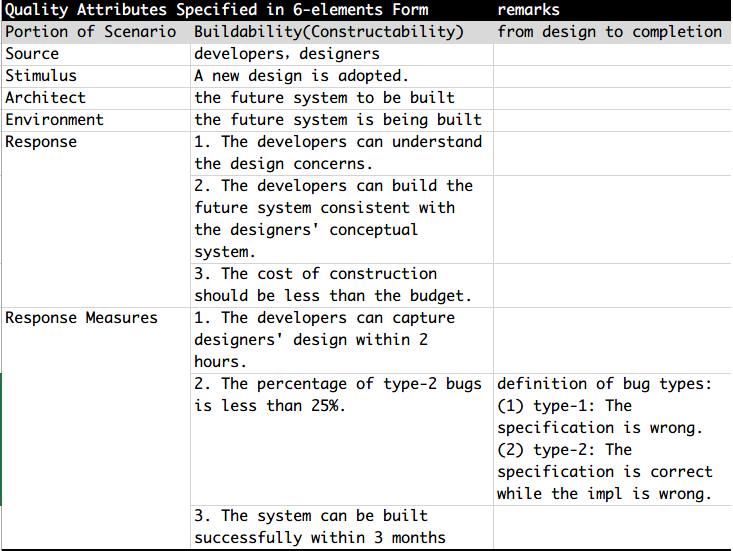 Quality Attributes Specified in 6-elements Form remarks
Portion of Scenario Buildability(Constructability) from design to completion
Source developers, designers
Stimulus A new design is adopted.
Architect the future system to be built
Environment the future system is being built
Response 1. The developers can understand
the design concerns.
2. The developers can build the
future system consistent with
the designers' conceptual
system.
3. The cost of construction
should be less than the budget.
Response Measures 1. The developers can capture
designers' design within 2
hours.
2. The percentage of type-2 bugs definition of bug types:
is less than 25%. (1) type-1: The
specification is wrong.
(2) type-2: The
specification is correct
while the impl is wrong.
3. The system can be built
successfully within 3 months